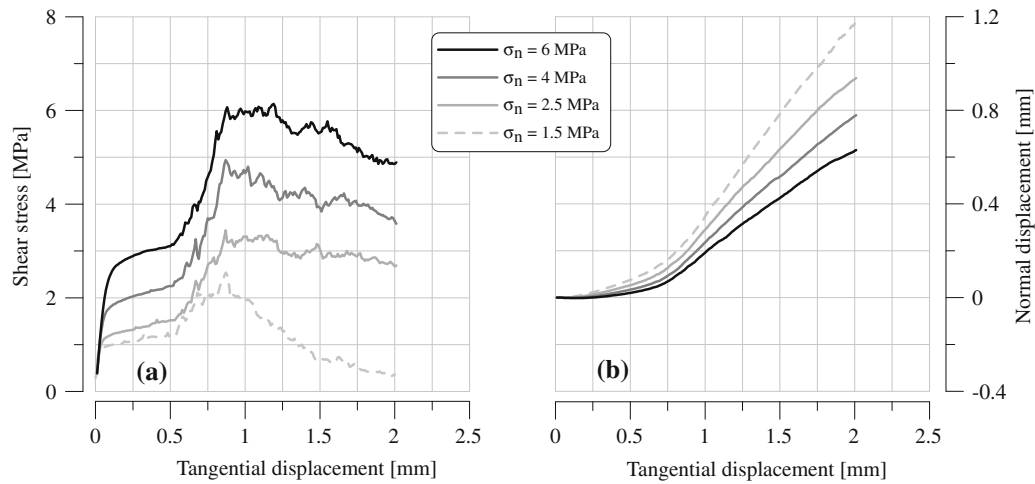 8
6
4
2
0
Shear stress [MPa]
0
0.5
1
1.5
2
2.5
Tangential displacement [mm]
(a)
σn = 6 MPa
σn = 4 MPa
σn = 2.5 MPa
σn = 1.5 MPa
(b)
0
0.5
1
1.5
2
2.5
Tangential displacement [mm]
1.2
0.8
0.4
0
-0.4
Normal displacement [mm]